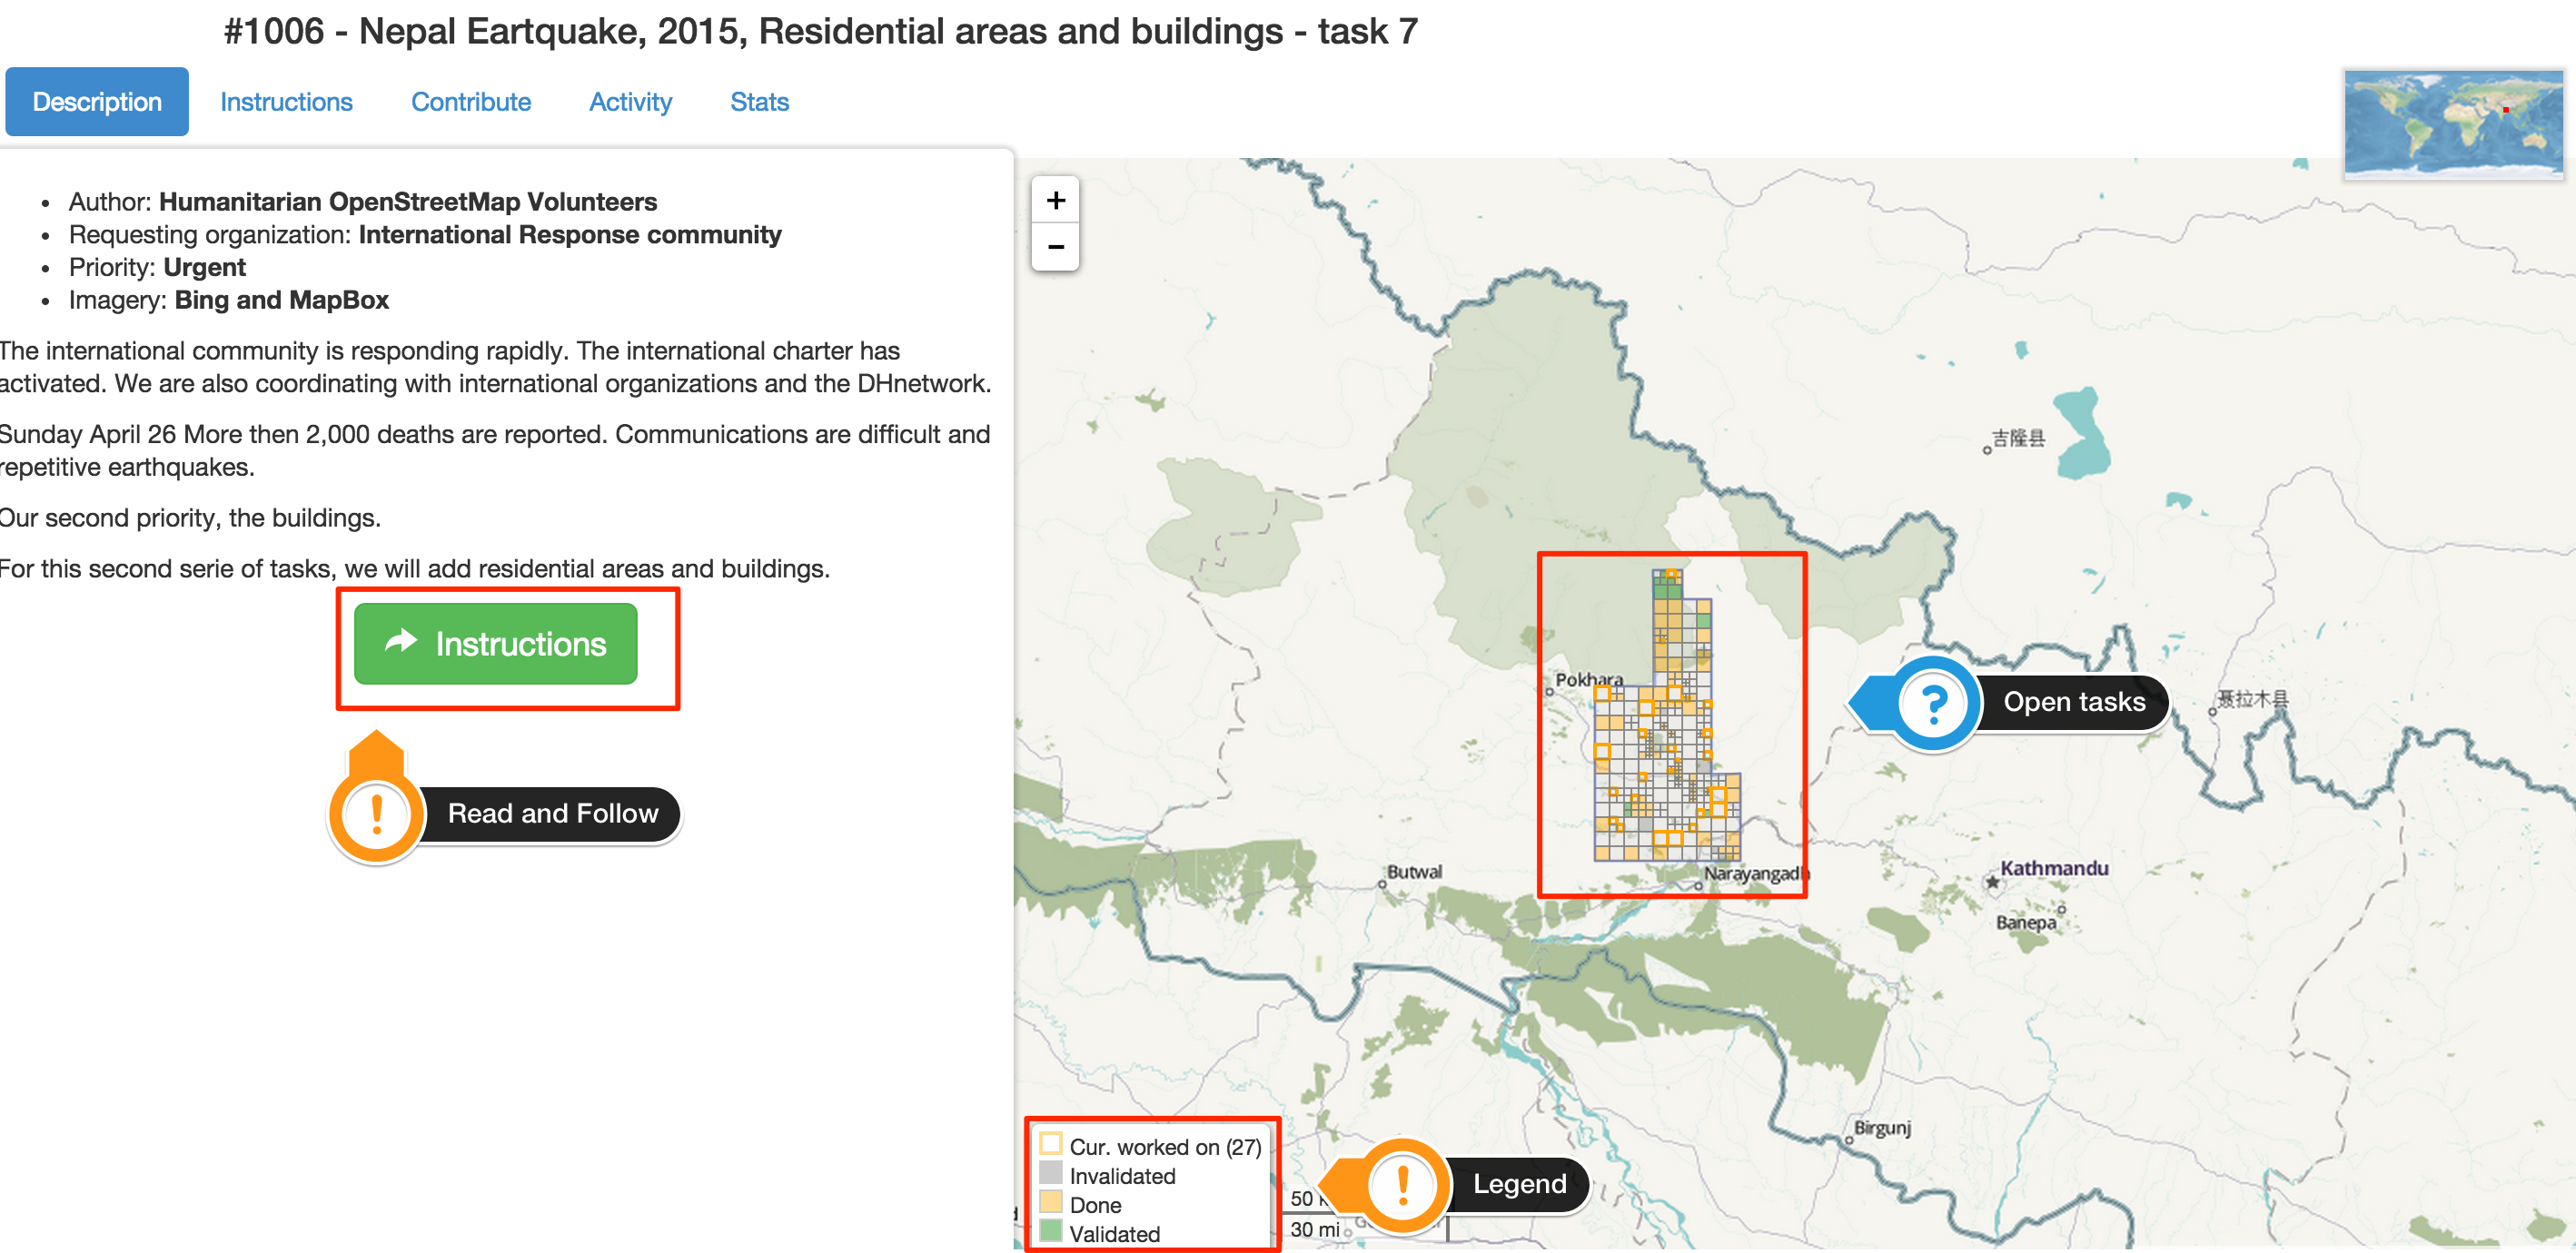 #1006 - Nepal Eartquake, 2015, Residential areas and buildings - task 7
Description
Instructions
Contribute
Activity
Stats
Author: Humanitarian OpenStreetMap Volunteers
Requesting organization: International Response community
Priority: Urgent
Imagery: Bing and MapBox
The international community is responding rapidly. The international charter has
activated. We are also coordinating with international organizations and the DHnetwork.
Sunday April 26 More then 2,000 deaths are reported. Communications are difficult and
repetitive earthquakes.
Our second priority, the buildings.
For this second serie of tasks, we will add residential areas and buildings.
Instructions
! Read and Follow
+
−
吉隆县
Pokhara
? Open tasks
聂拉木县
Butwal
Narayangadh
Kathmandu
Banepa
Birgunj
Cur. worked on (27)
Invalidated
Done
Validated
! Legend
50
30 mi